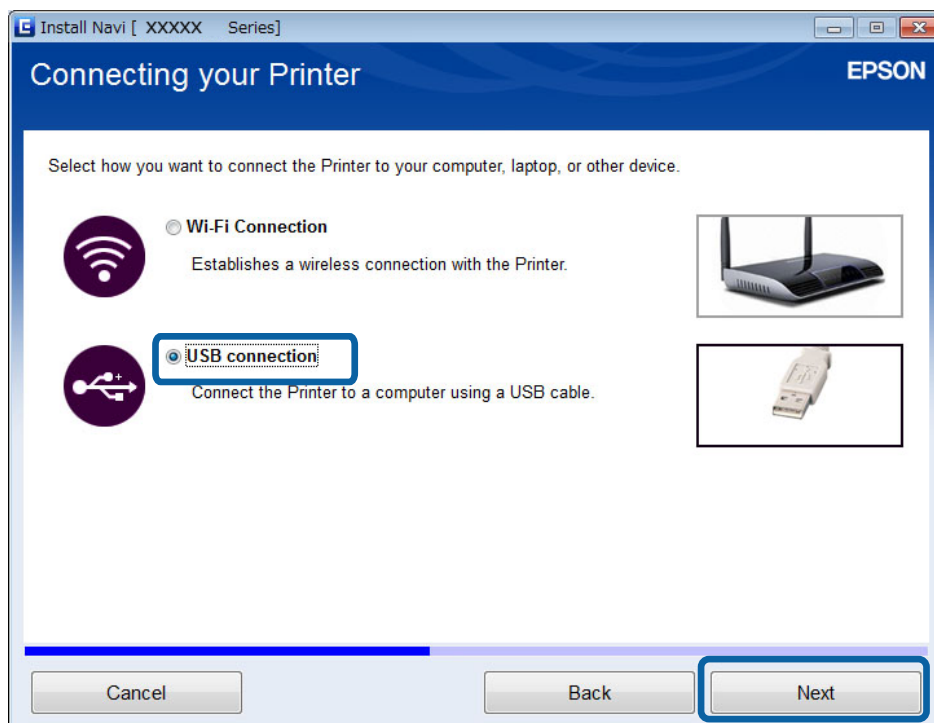 Install Navi [ XXXXX Series]
Connecting your Printer
EPSON
Select how you want to connect the Printer to your computer, laptop, or other device.
Wi-Fi Connection
Establishes a wireless connection with the Printer.
USB connection
Connect the Printer to a computer using a USB cable.
Cancel
Back
Next